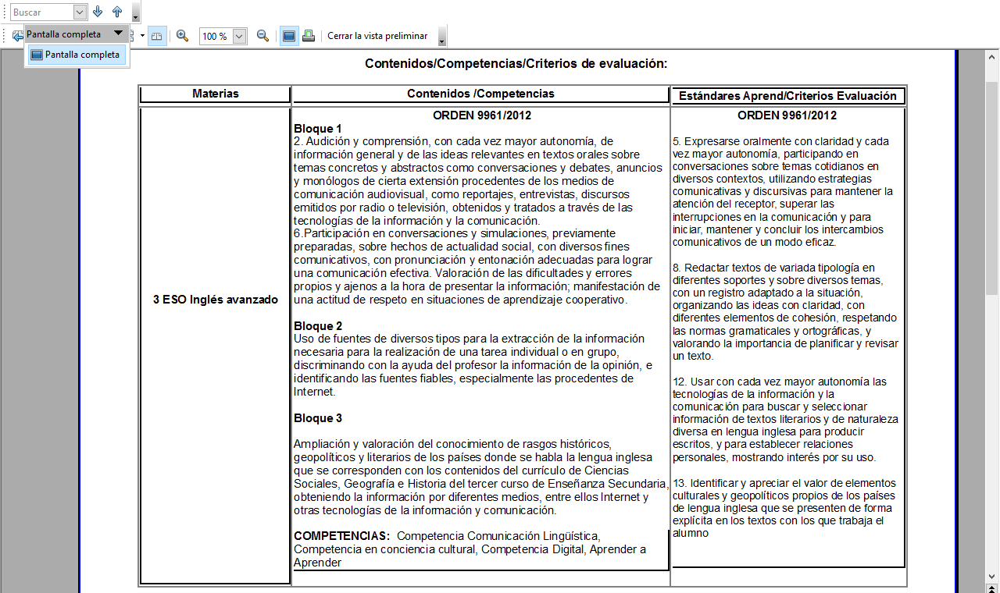 Buscar
Pantalla completa
100 %
Cerrar la vista preliminar
Pantalla completa
Contenidos/Competencias/Criterios de evaluación:
Materias
Contenidos /Competencias
Estándares Aprend/Criterios Evaluación
3 ESO Inglés avanzado
ORDEN 9961/2012
Bloque 1
2. Audición y comprensión, con cada vez mayor autonomía, de
información general y de las ideas relevantes en textos orales sobre
temas concretos y abstractos como conversaciones y debates, anuncios
y monólogos de cierta extensión procedentes de los medios de
comunicación audiovisual, como reportajes, entrevistas, discursos
emitidos por radio o televisión, obtenidos y tratados a través de las
tecnologías de la información y la comunicación.
6.Participación en conversaciones y simulaciones, previamente
preparadas, sobre hechos de actualidad social, con diversos fines
comunicativos, con pronunciación y entonación adecuadas para lograr
una comunicación efectiva. Valoración de las dificultades y errores
propios y ajenos a la hora de presentar la información; manifestación de
una actitud de respeto en situaciones de aprendizaje cooperativo.
Bloque 2
Uso de fuentes de diversos tipos para la extracción de la información
necesaria para la realización de una tarea individual o en grupo,
discriminando con la ayuda del profesor la información de la opinión, e
identificando las fuentes fiables, especialmente las procedentes de
Internet.
Bloque 3
Ampliación y valoración del conocimiento de rasgos históricos,
geopolíticos y literarios de los países donde se habla la lengua inglesa
que se corresponden con los contenidos del currículo de Ciencias
Sociales, Geografía e Historia del tercer curso de Enseñanza Secundaria,
obteniendo la información por diferentes medios, entre ellos Internet y
otras tecnologías de la información y comunicación.
COMPETENCIAS: Competencia Comunicación Lingüística,
Competencia en conciencia cultural, Competencia Digital, Aprender a
Aprender
ORDEN 9961/2012
5. Expresarse oralmente con claridad y cada
vez mayor autonomía, participando en
conversaciones sobre temas cotidianos en
diversos contextos, utilizando estrategias
comunicativas y discursivas para mantener la
atención del receptor, superar las
interrupciones en la comunicación y para
iniciar, mantener y concluir los intercambios
comunicativos de un modo eficaz.
8. Redactar textos de variada tipología en
diferentes soportes y sobre diversos temas,
con un registro adaptado a la situación,
organizando las ideas con claridad, con
diferentes elementos de cohesión, respetando
las normas gramaticales y ortográficas, y
valorando la importancia de planificar y revisar
un texto.
12. Usar con cada vez mayor autonomía las
tecnologías de la información y la
comunicación para buscar y seleccionar
información de textos literarios y de naturaleza
diversa en lengua inglesa para producir
escritos, y para establecer relaciones
personales, mostrando interés por su uso.
13. Identificar y apreciar el valor de elementos
culturales y geopolíticos propios de los países
de lengua inglesa que se presenten de forma
explícita en los textos con los que trabaja el
alumno